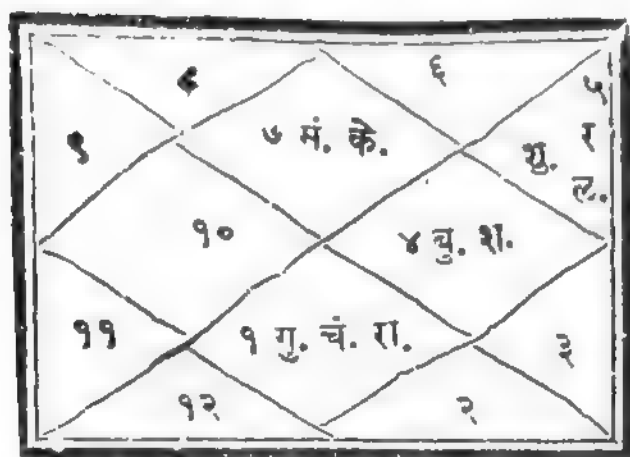 ८
६
५
९
७ मं. के.
शु. र
ल.
१०
४ बु. श.
११
१ गु. चं. रा.
३
१२
२